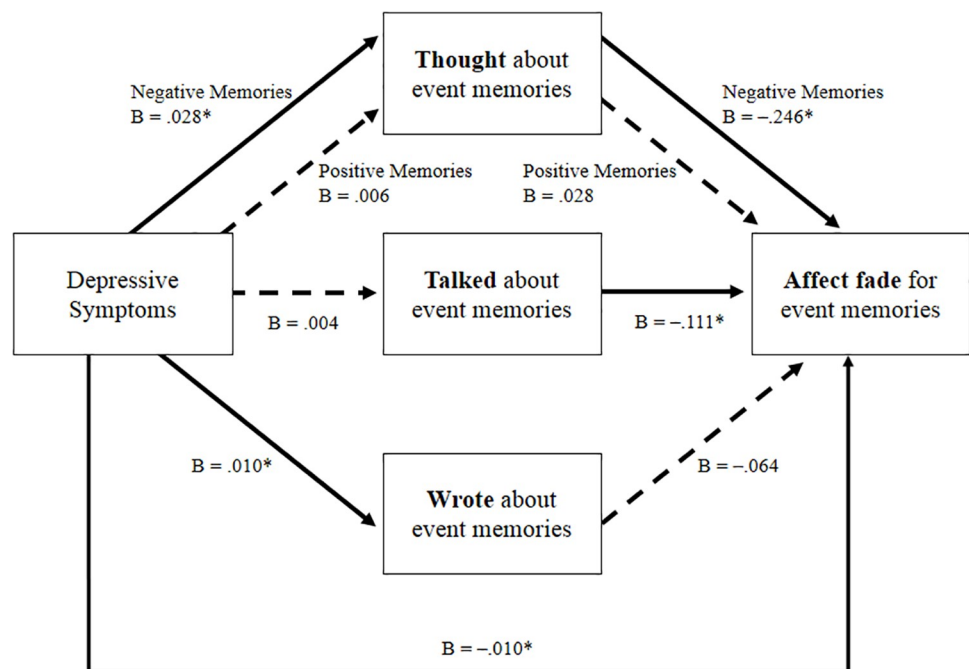 Thought about
event memories
Negative Memories
B = .028*
Negative Memories
B = –.246*
Positive Memories
B = .006
Positive Memories
B = .028
Depressive
Symptoms
Talked about
event memories
Affect fade for
event memories
B = .004
B = –.111*
B = .010*
B = –.064
Wrote about
event memories
B = –.010*